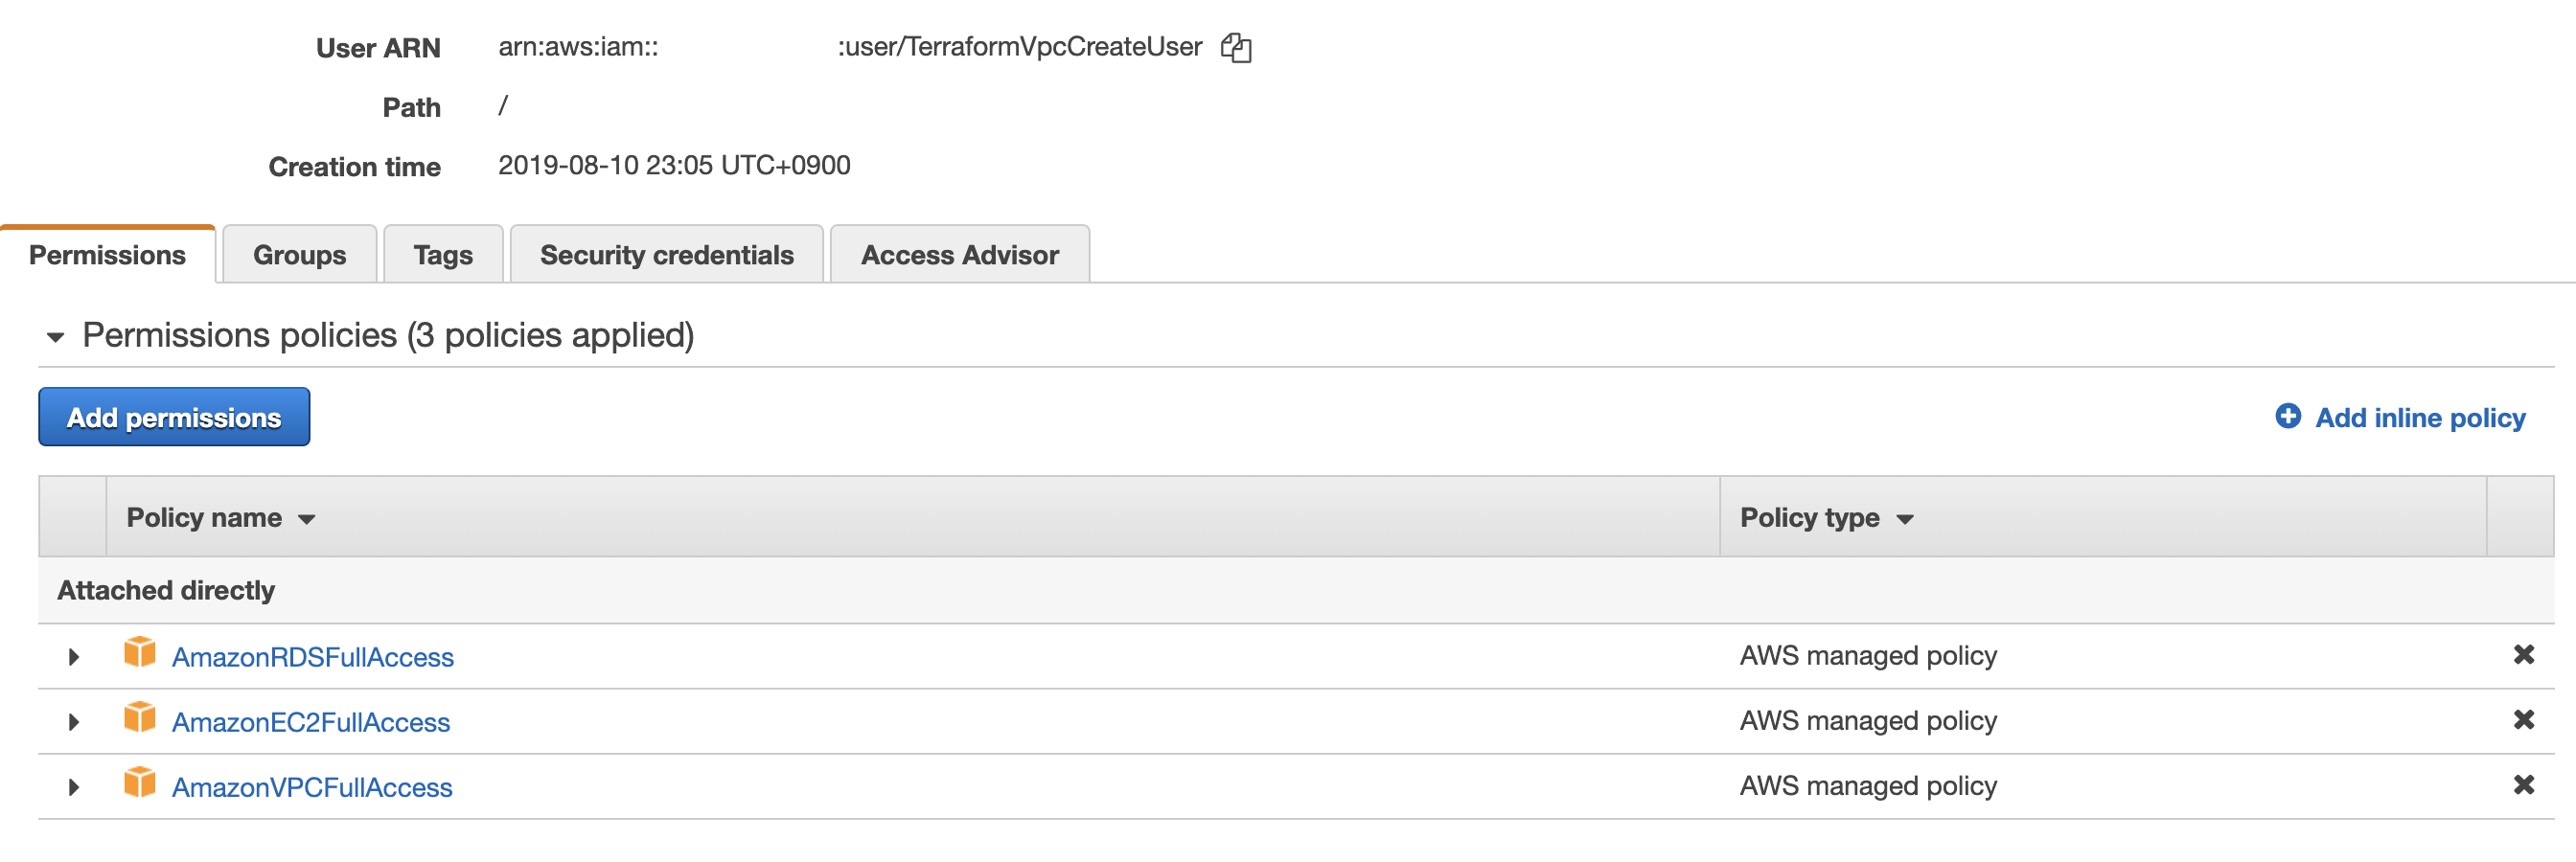 User ARN arn:aws:iam:: :user/TerraformVpcCreateUser
Path /
Creation time 2019-08-10 23:05 UTC+0900
Permissions Groups Tags Security credentials Access Advisor
Permissions policies (3 policies applied)
Add permissions Add inline policy
Policy name Policy type
Attached directly
AmazonRDSFullAccess AWS managed policy
AmazonEC2FullAccess AWS managed policy
AmazonVPCFullAccess AWS managed policy